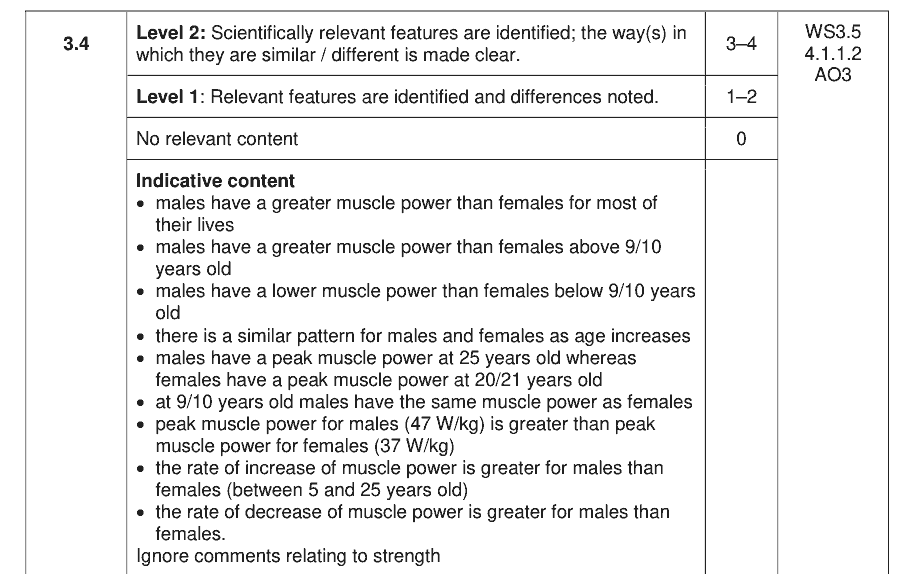 3.4
Level 2: Scientifically relevant features are identified; the way(s) in
which they are similar / different is made clear.
3–4
WS3.5
4.1.1.2
AO3
Level 1: Relevant features are identified and differences noted.
1–2
No relevant content
0
Indicative content
• males have a greater muscle power than females for most of
their lives
• males have a greater muscle power than females above 9/10
years old
• males have a lower muscle power than females below 9/10 years
old
• there is a similar pattern for males and females as age increases
• males have a peak muscle power at 25 years old whereas
females have a peak muscle power at 20/21 years old
• at 9/10 years old males have the same muscle power as females
• peak muscle power for males (47 W/kg) is greater than peak
muscle power for females (37 W/kg)
• the rate of increase of muscle power is greater for males than
females (between 5 and 25 years old)
• the rate of decrease of muscle power is greater for males than
females.
Ignore comments relating to strength